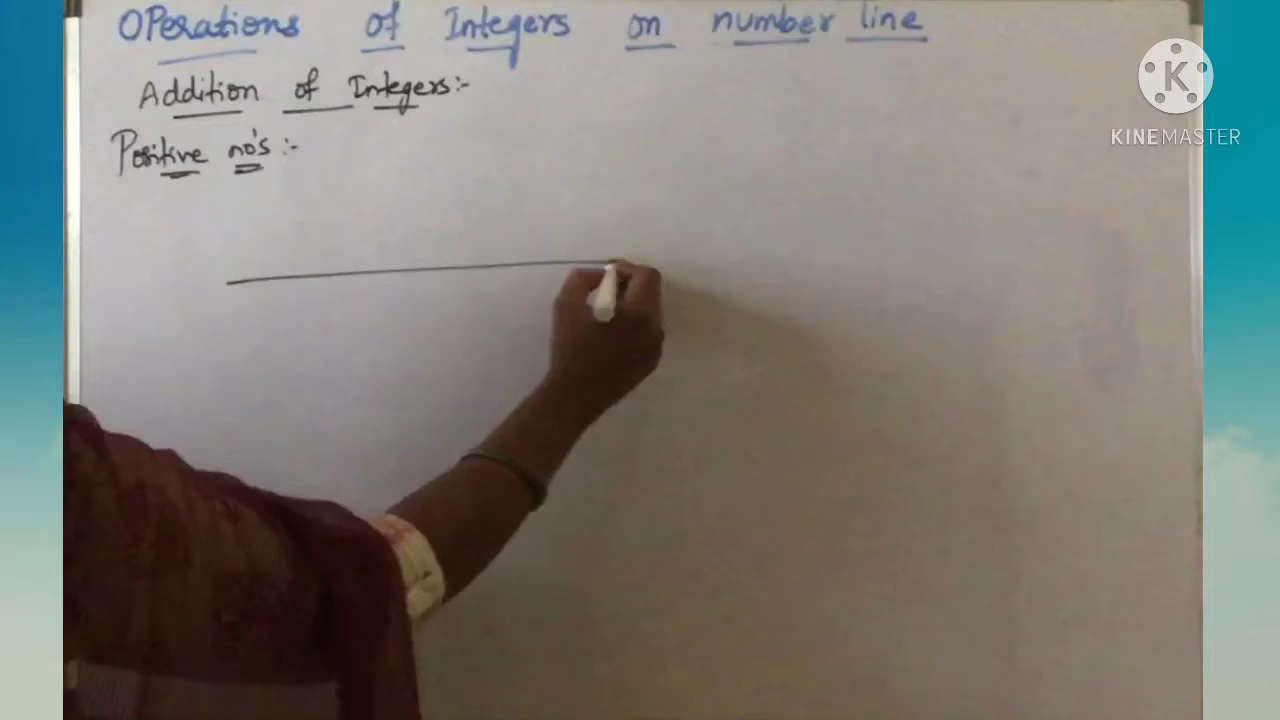 OPerations of Integers on number line
Addition of Integers:-
Positive no's :-
K
KINEMASTER